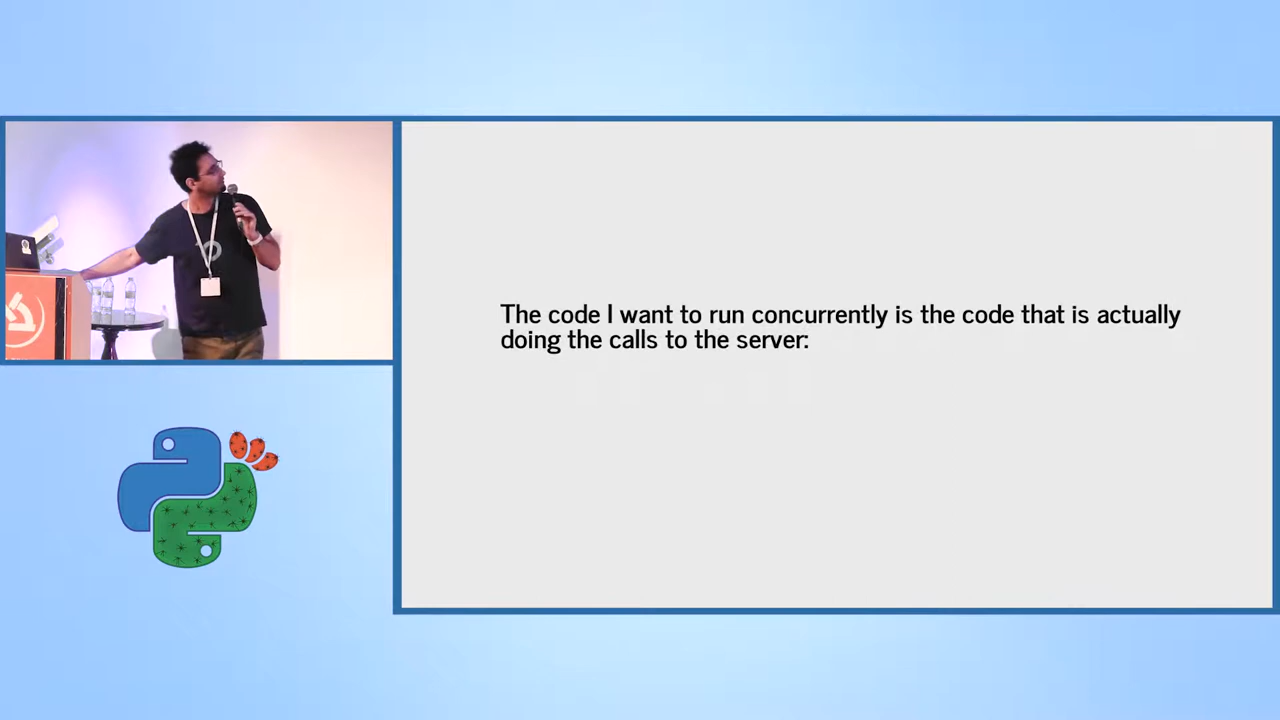 The code I want to run concurrently is the code that is actually
doing the calls to the server: